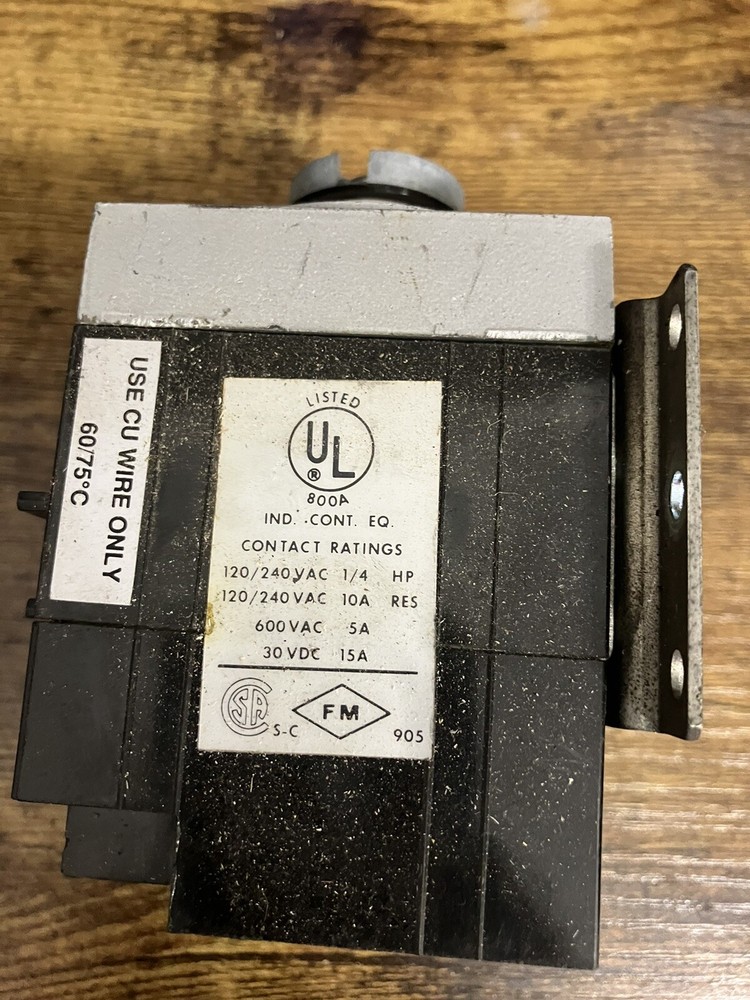 USE CU WIRE ONLY
60/75°C
LISTED
UL
®
800A
IND. CONT. EQ.
CONTACT RATINGS
120/240 VAC 1/4 HP
120/240 VAC 10A RES
600 VAC 5A
30 VDC 15A
CSA
S-C
FM
905